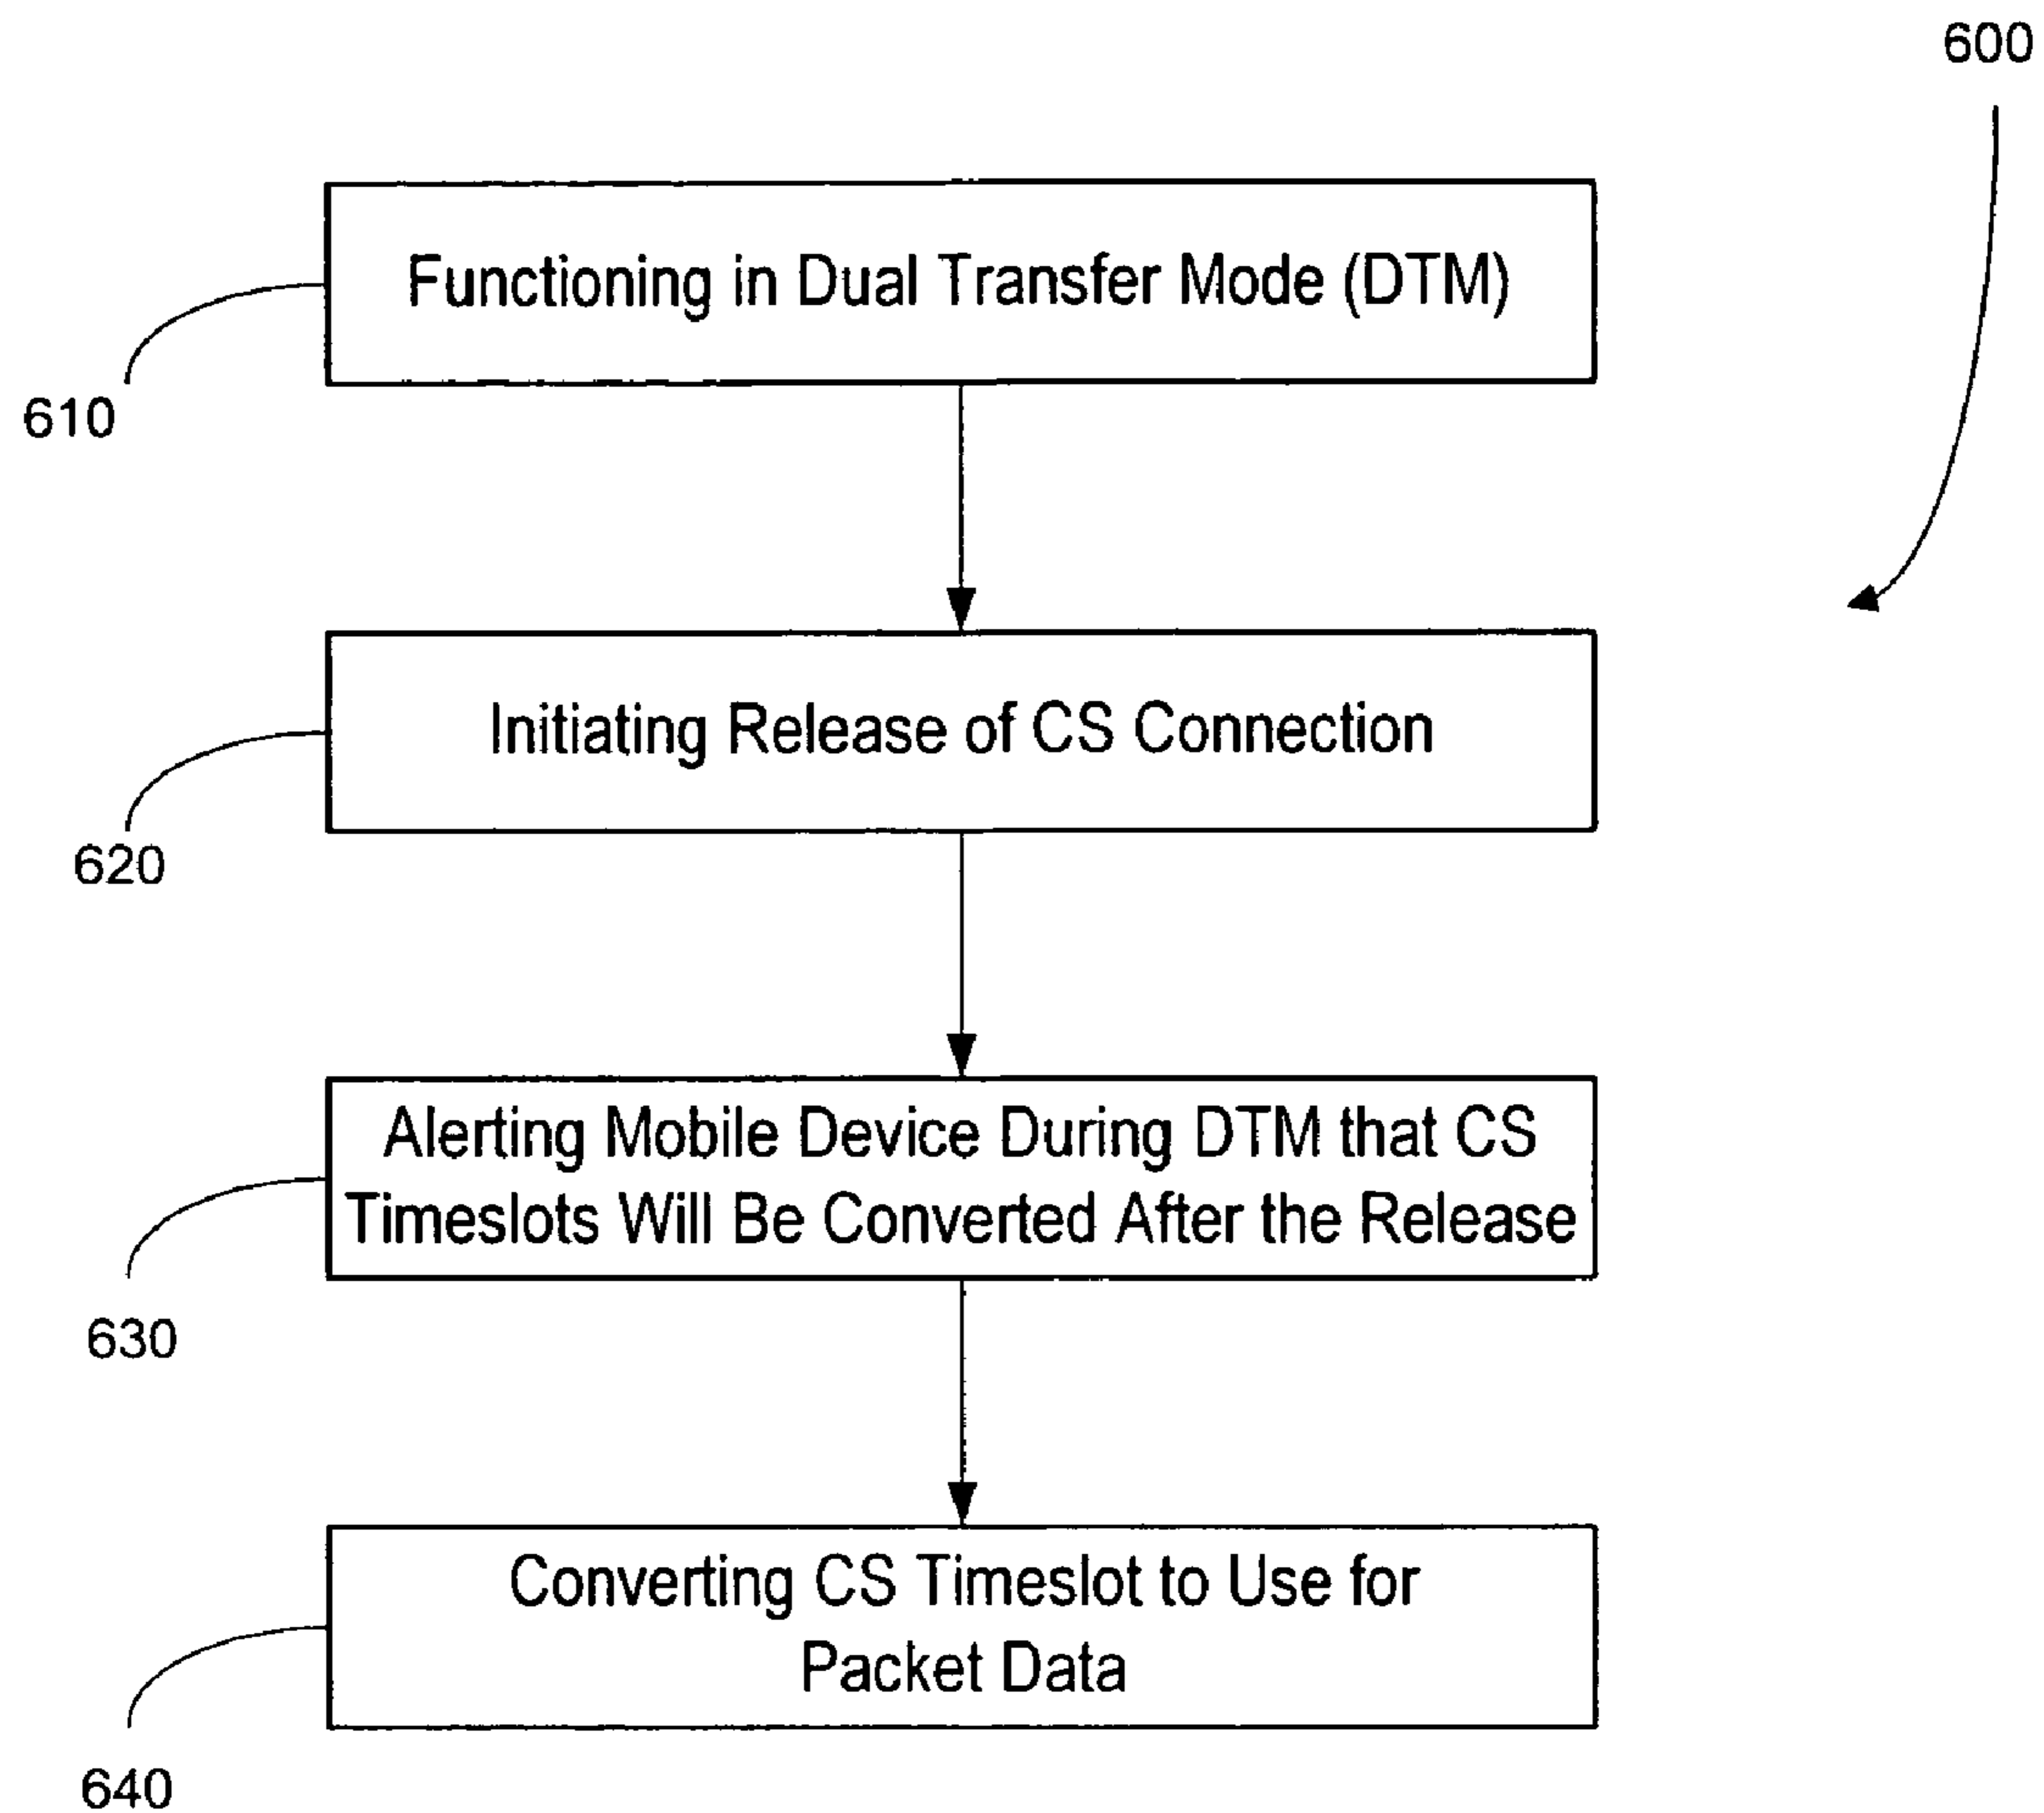 600
Functioning in Dual Transfer Mode (DTM)
610
Initiating Release of CS Connection
620
Alerting Mobile Device During DTM that CS
Timeslots Will Be Converted After the Release
630
Converting CS Timeslot to Use for
Packet Data
640